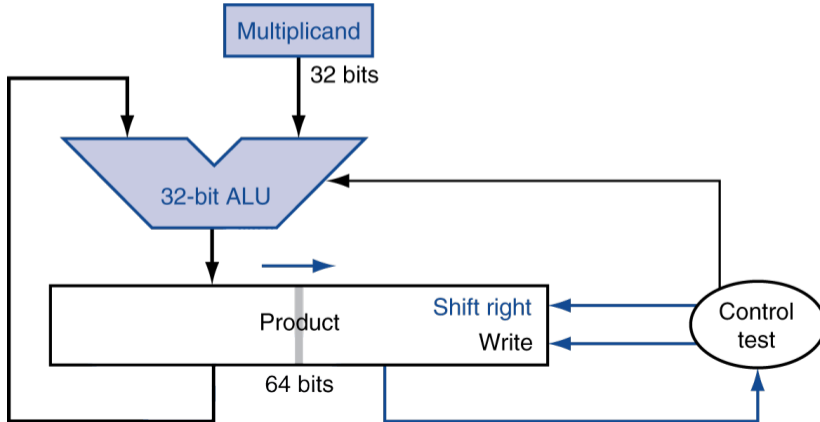 Multiplicand
32 bits
32-bit ALU
Product
Shift right
Write
64 bits
Control
test